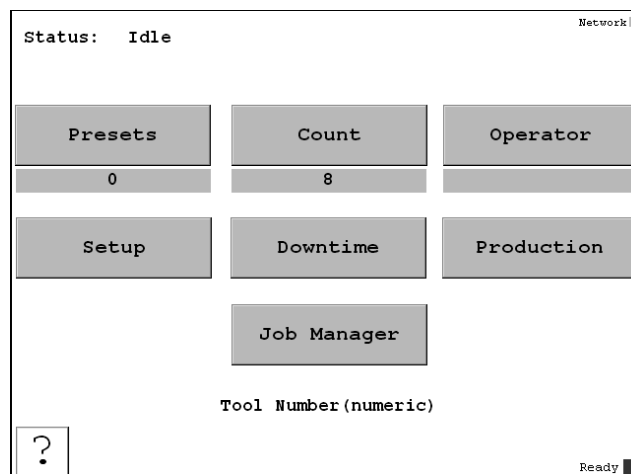 Network
Status: Idle
Presets Count Operator
0 8
Setup Downtime Production
Job Manager
Tool Number(numeric)
?
Ready